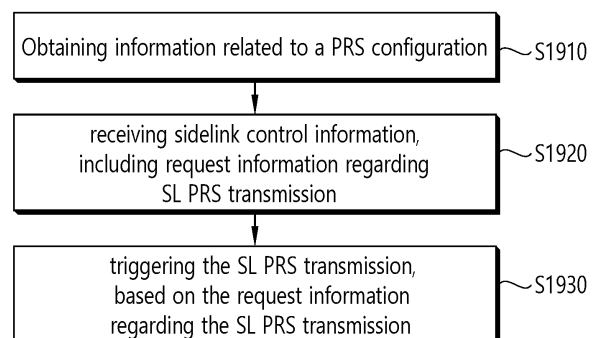 Obtaining information related to a PRS configuration
S1910
receiving sidelink control information,
including request information regarding
SL PRS transmission
S1920
triggering the SL PRS transmission,
based on the request information
regarding the SL PRS transmission
S1930